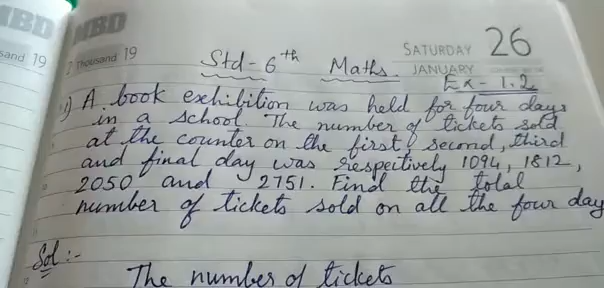 NBD NBD
sand 19 Thousand 19
SATURDAY 26
JANUARY
Std - 6th Maths.
Ex - 1.2
1) A book exhibition was held for four days
in a school. The number of tickets sold
at the counter on the first, second, third
and final day was respectively 1094, 1812,
2050 and 2751. Find the total
number of tickets sold on all the four day
Sol :-
The number of tickets